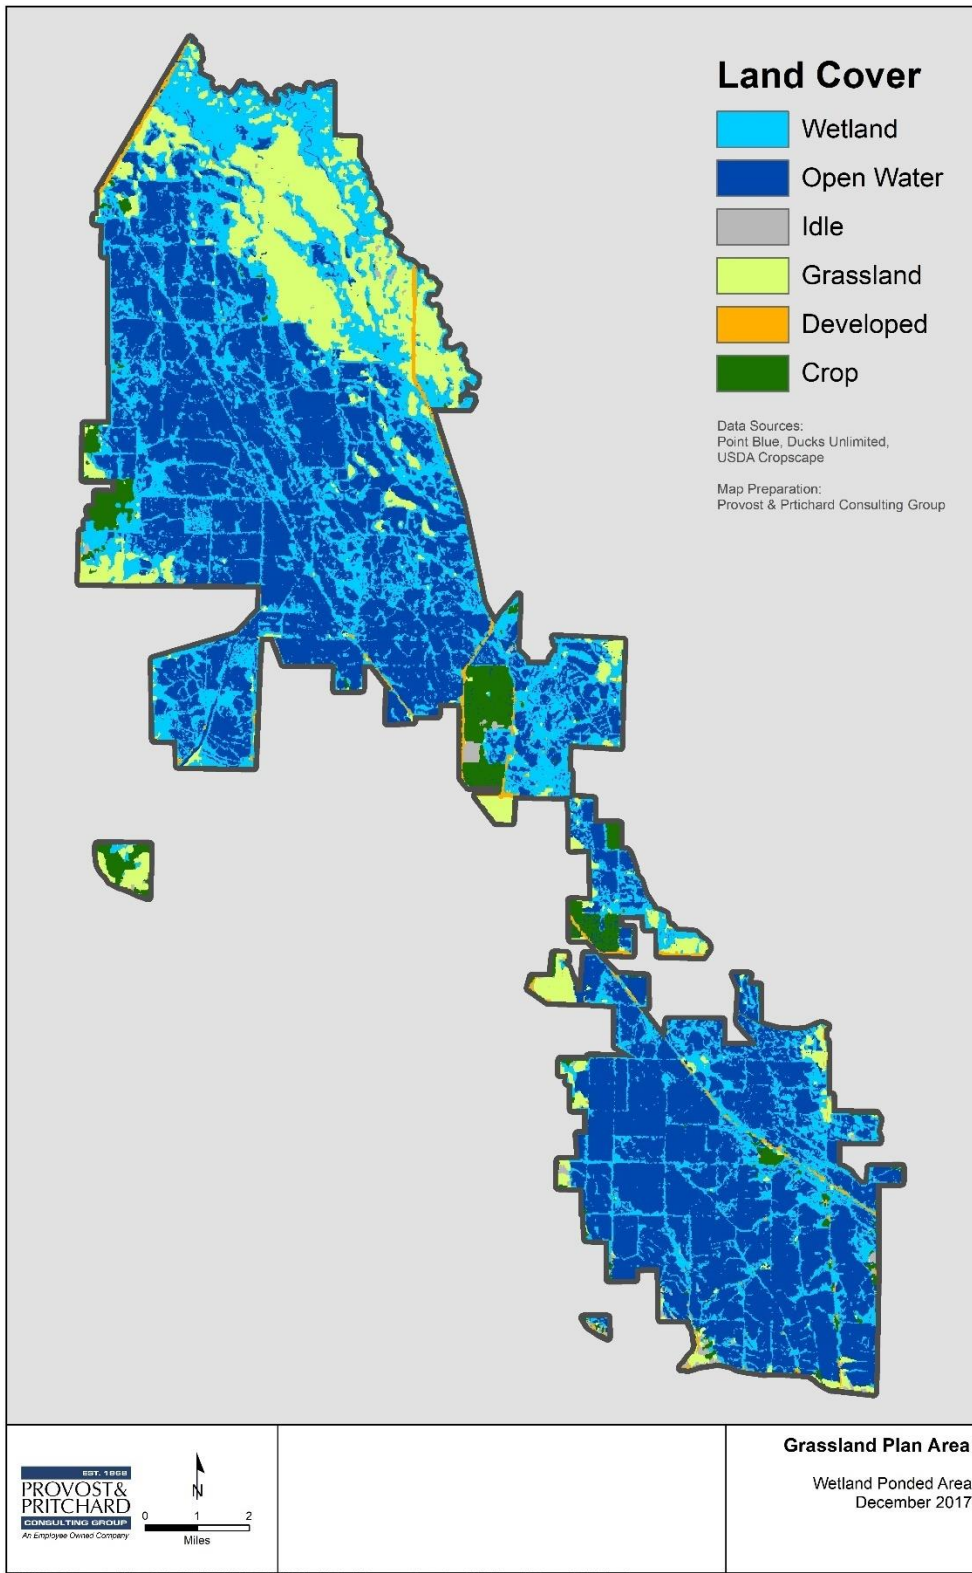 Land Cover
Wetland
Open Water
Idle
Grassland
Developed
Crop
Data Sources:
Point Blue, Ducks Unlimited,
USDA Cropscape
Map Preparation:
Provost & Prtichard Consulting Group
EST. 1968
PROVOST&
PRITCHARD
CONSULTING GROUP
An Employee Owned Company
N
0 1 2
Miles
Grassland Plan Area
Wetland Ponded Area
December 2017